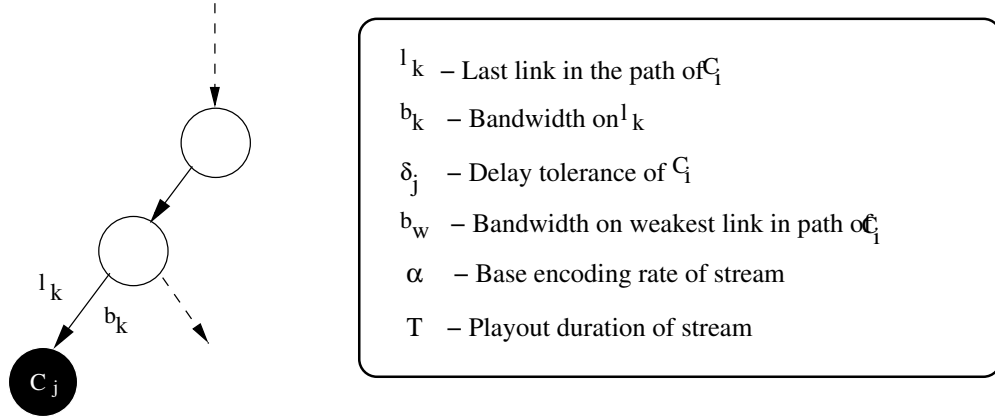 l k
b k
C j
l k – Last link in the path of C i
b k – Bandwidth on l k
δ j – Delay tolerance of C i
b w – Bandwidth on weakest link in path of C i
α – Base encoding rate of stream
T – Playout duration of stream